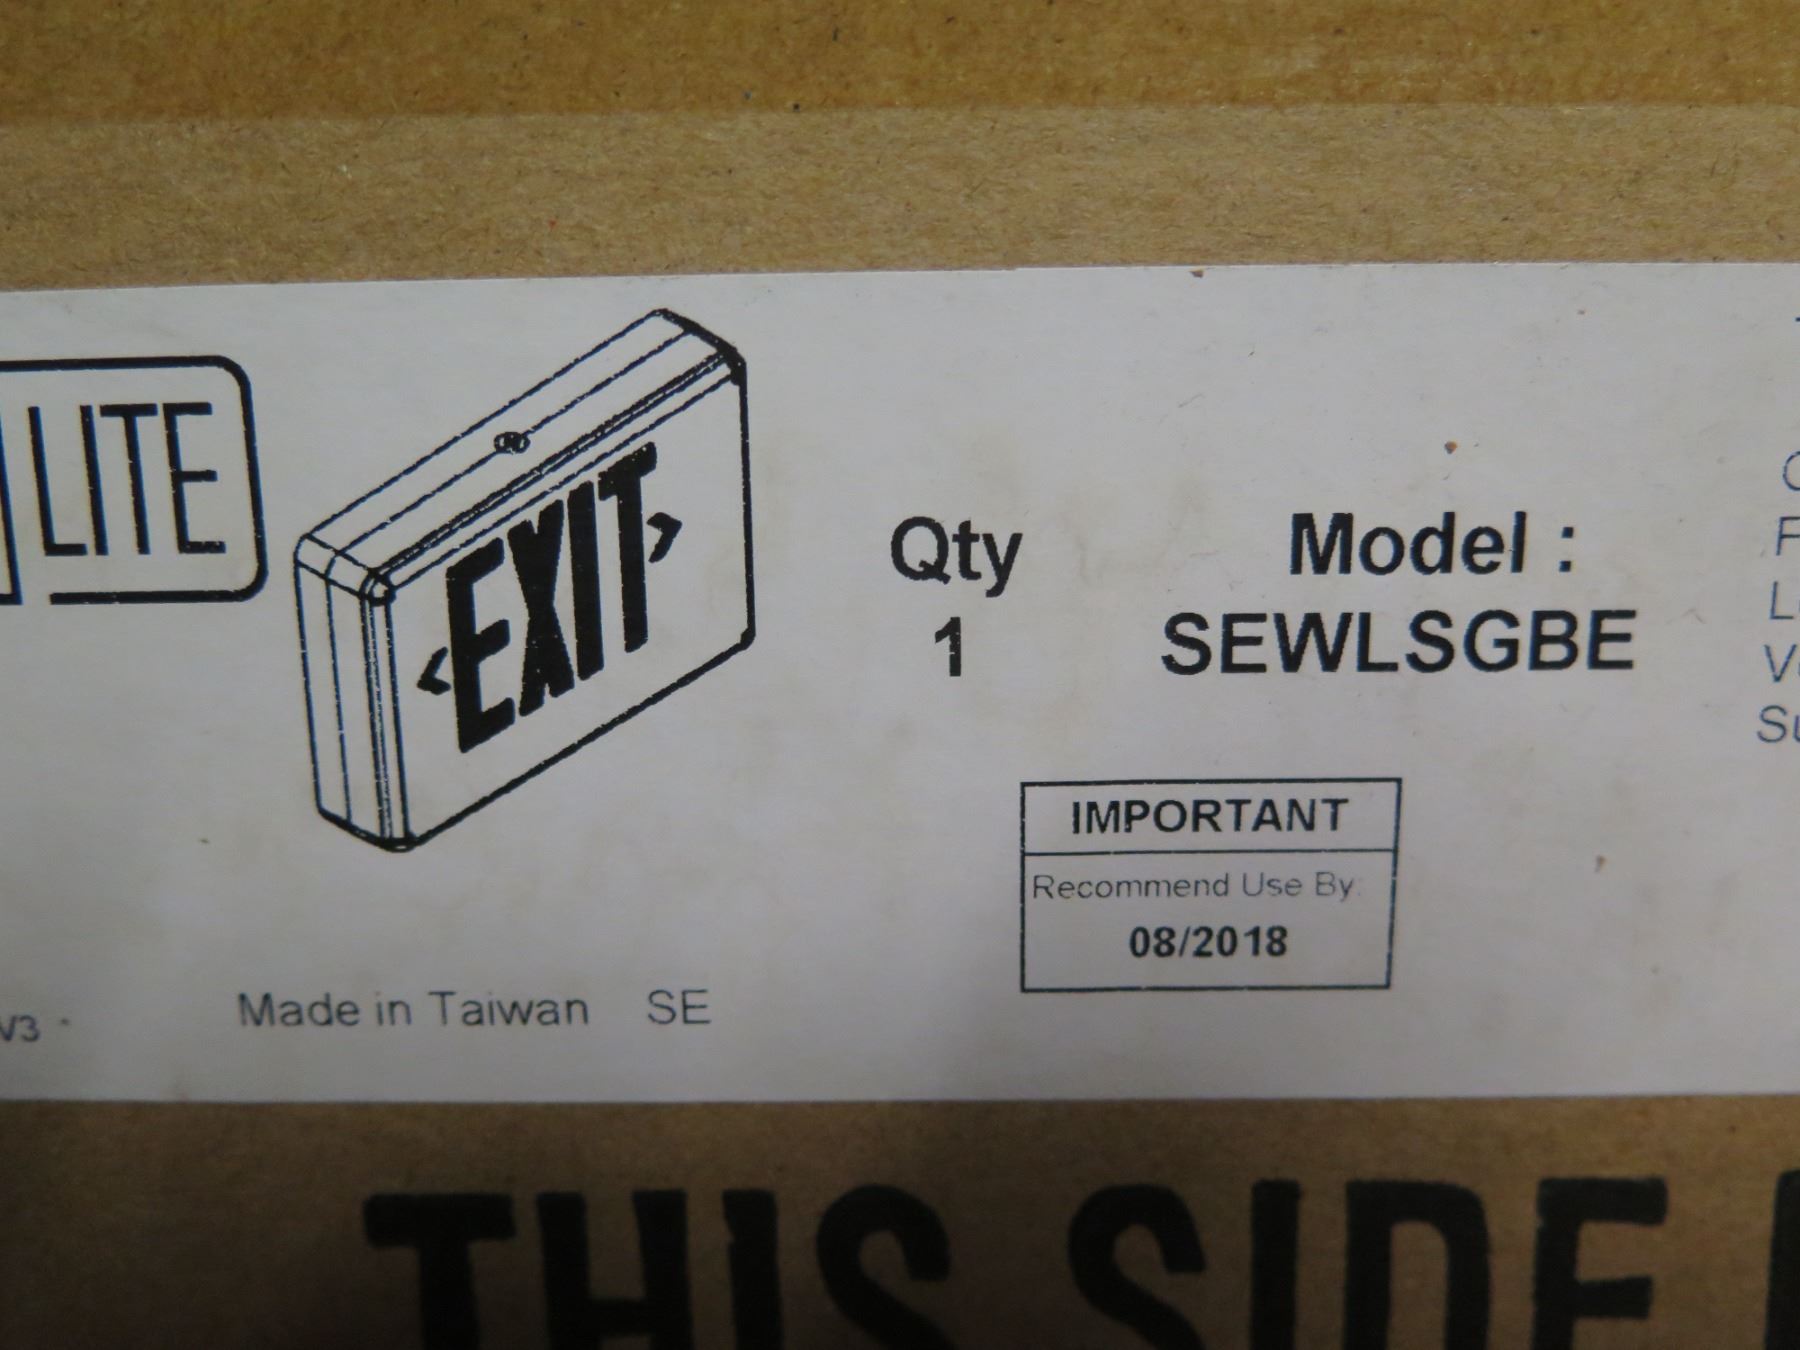 LITE
EXIT
Qty
1
Model :
SEWLSGBE
IMPORTANT
Recommend Use By:
08/2018
Made in Taiwan SE
V3
THIS SIDE